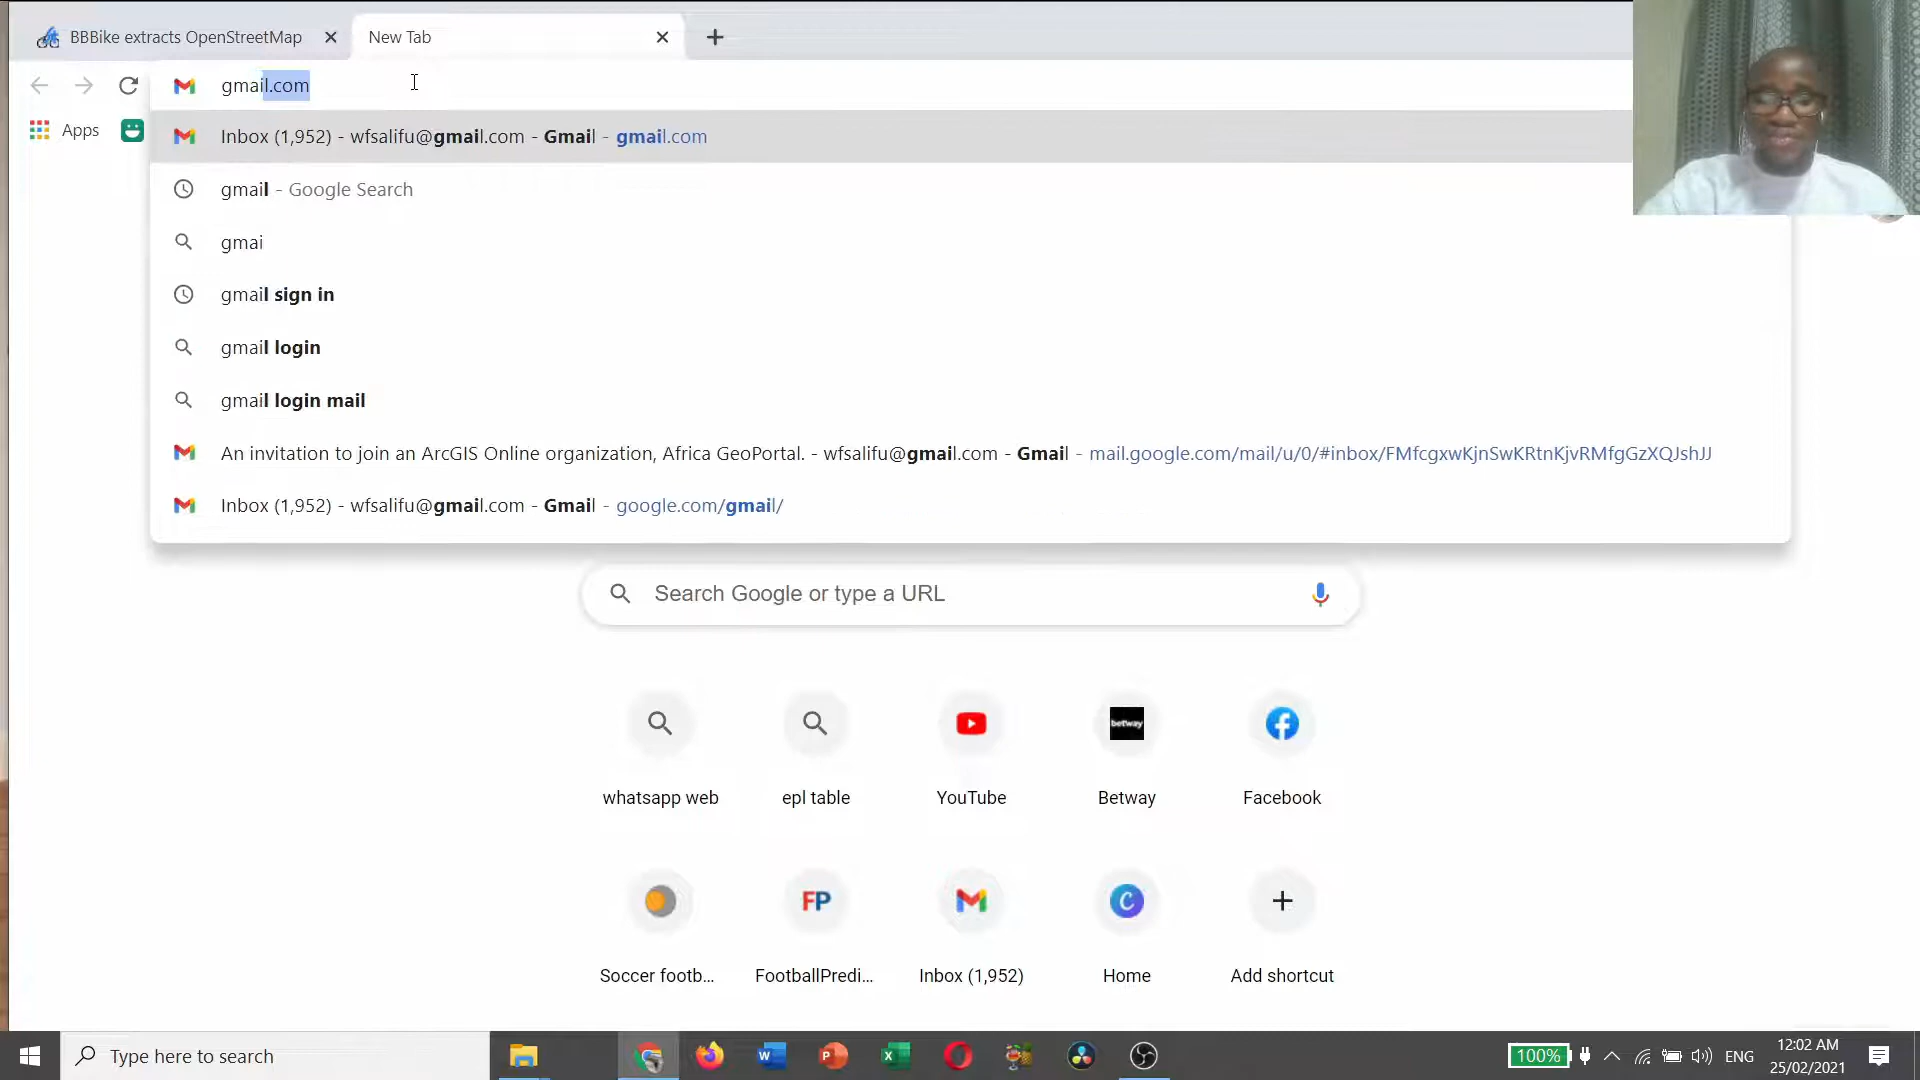 BBBike extracts OpenStreetMap
New Tab
gmail.com
Apps
Inbox (1,952) - wfsalifu@gmail.com - Gmail - gmail.com
gmail - Google Search
gmai
gmail sign in
gmail login
gmail login mail
An invitation to join an ArcGIS Online organization, Africa GeoPortal. - wfsalifu@gmail.com - Gmail - mail.google.com/mail/u/0/#inbox/FMfcgxwKjnSwKRtnKjvRMfgGzXQJshJJ
Inbox (1,952) - wfsalifu@gmail.com - Gmail - google.com/gmail/
Search Google or type a URL
betway
whatsapp web
epl table
YouTube
Betway
Facebook
FP
Soccer footb...
FootballPredi...
Inbox (1,952)
Home
Add shortcut
Type here to search
100%
ENG
12:02 AM
25/02/2021